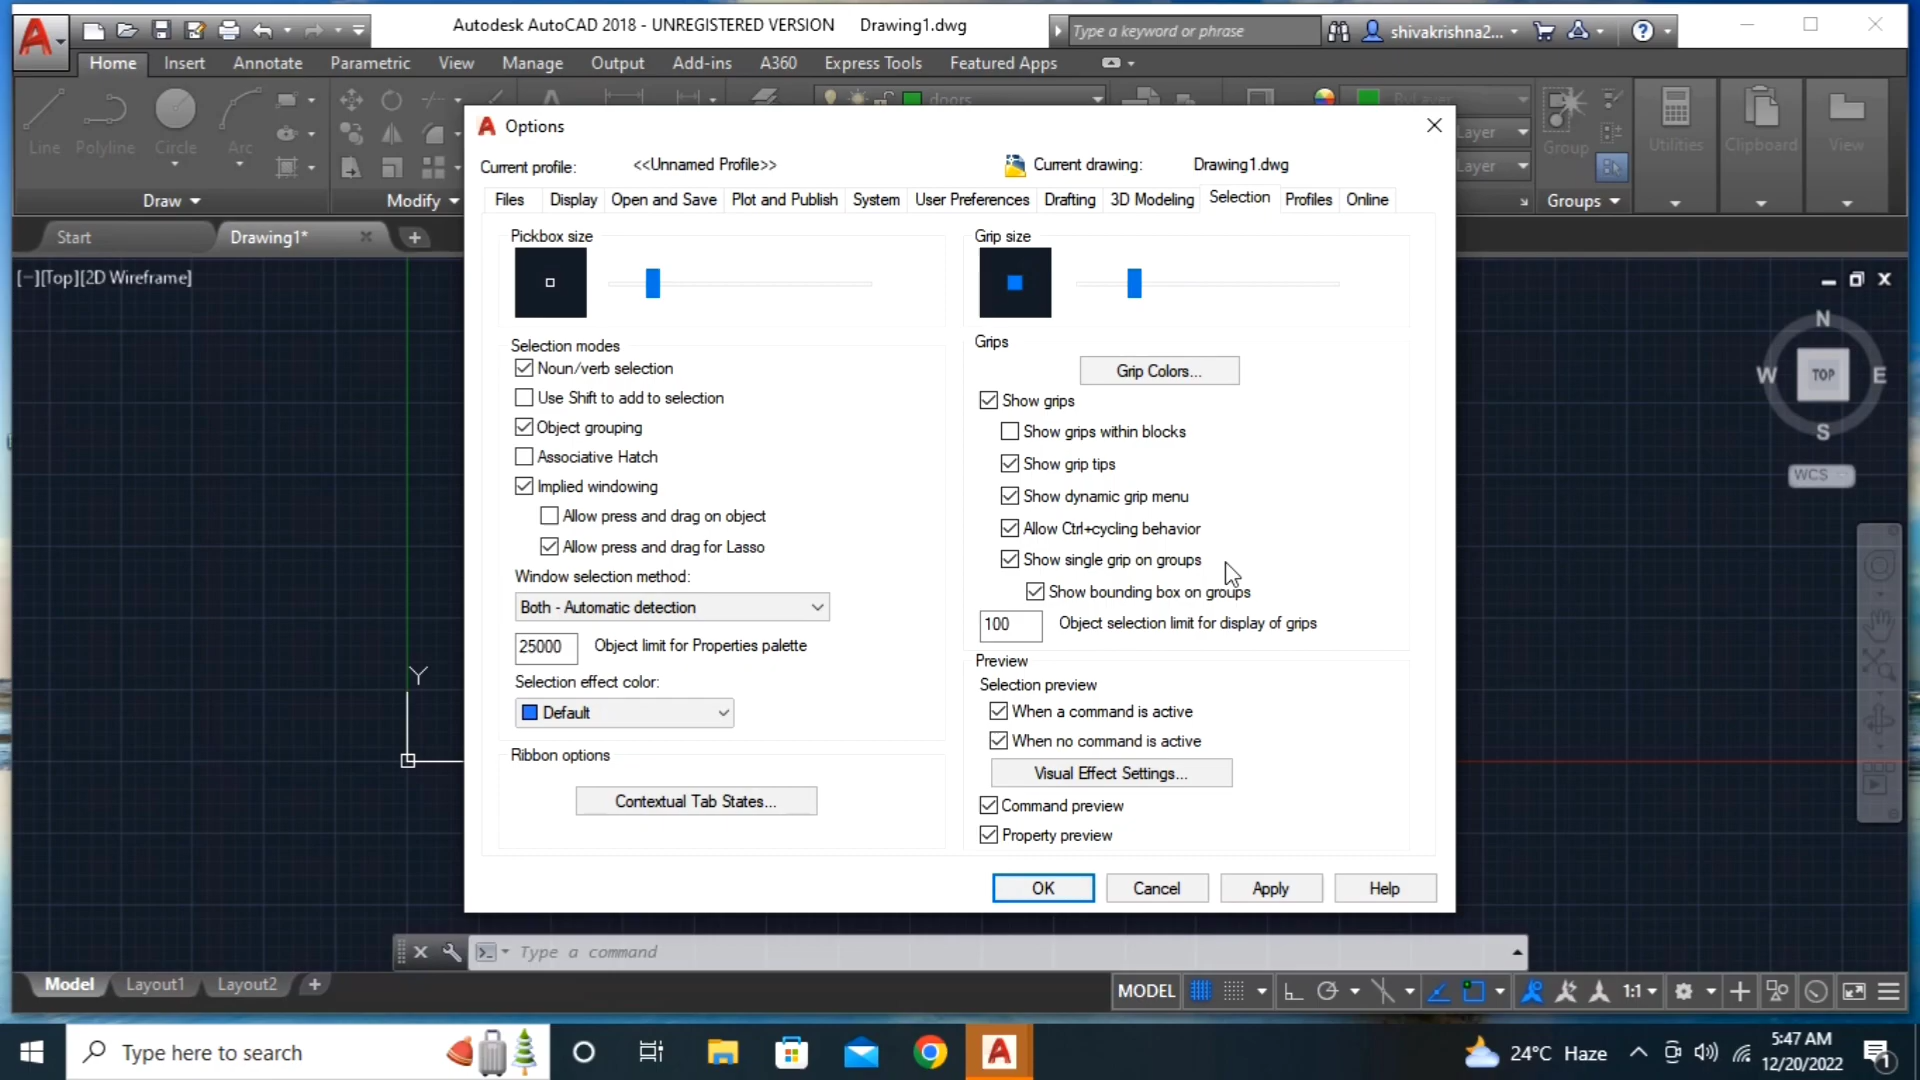 Autodesk AutoCAD 2018 - UNREGISTERED VERSION Drawing1.dwg
Type a keyword or phrase
shivakrishna2...
Home Insert Annotate Parametric View Manage Output Add-ins A360 Express Tools Featured Apps
doors
Line Polyline Circle Arc
Draw
Modify
Layer
Layer
Group
Groups
Utilities
Clipboard
View
Start
Drawing1*
[−][Top][2D Wireframe]
Options
Current profile: <<Unnamed Profile>>
Current drawing: Drawing1.dwg
Files Display Open and Save Plot and Publish System User Preferences Drafting 3D Modeling Selection Profiles Online
Pickbox size
Selection modes
Noun/verb selection
Use Shift to add to selection
Object grouping
Associative Hatch
Implied windowing
Allow press and drag on object
Allow press and drag for Lasso
Window selection method:
Both - Automatic detection
25000 Object limit for Properties palette
Selection effect color:
Default
Ribbon options
Contextual Tab States...
Grip size
Grips
Grip Colors...
Show grips
Show grips within blocks
Show grip tips
Show dynamic grip menu
Allow Ctrl+cycling behavior
Show single grip on groups
Show bounding box on groups
100 Object selection limit for display of grips
Preview
Selection preview
When a command is active
When no command is active
Visual Effect Settings...
Command preview
Property preview
OK Cancel Apply Help
N
W TOP E
S
WCS
Y
Type a command
Model Layout1 Layout2
MODEL
1:1
Type here to search
24°C Haze
5:47 AM
12/20/2022
1